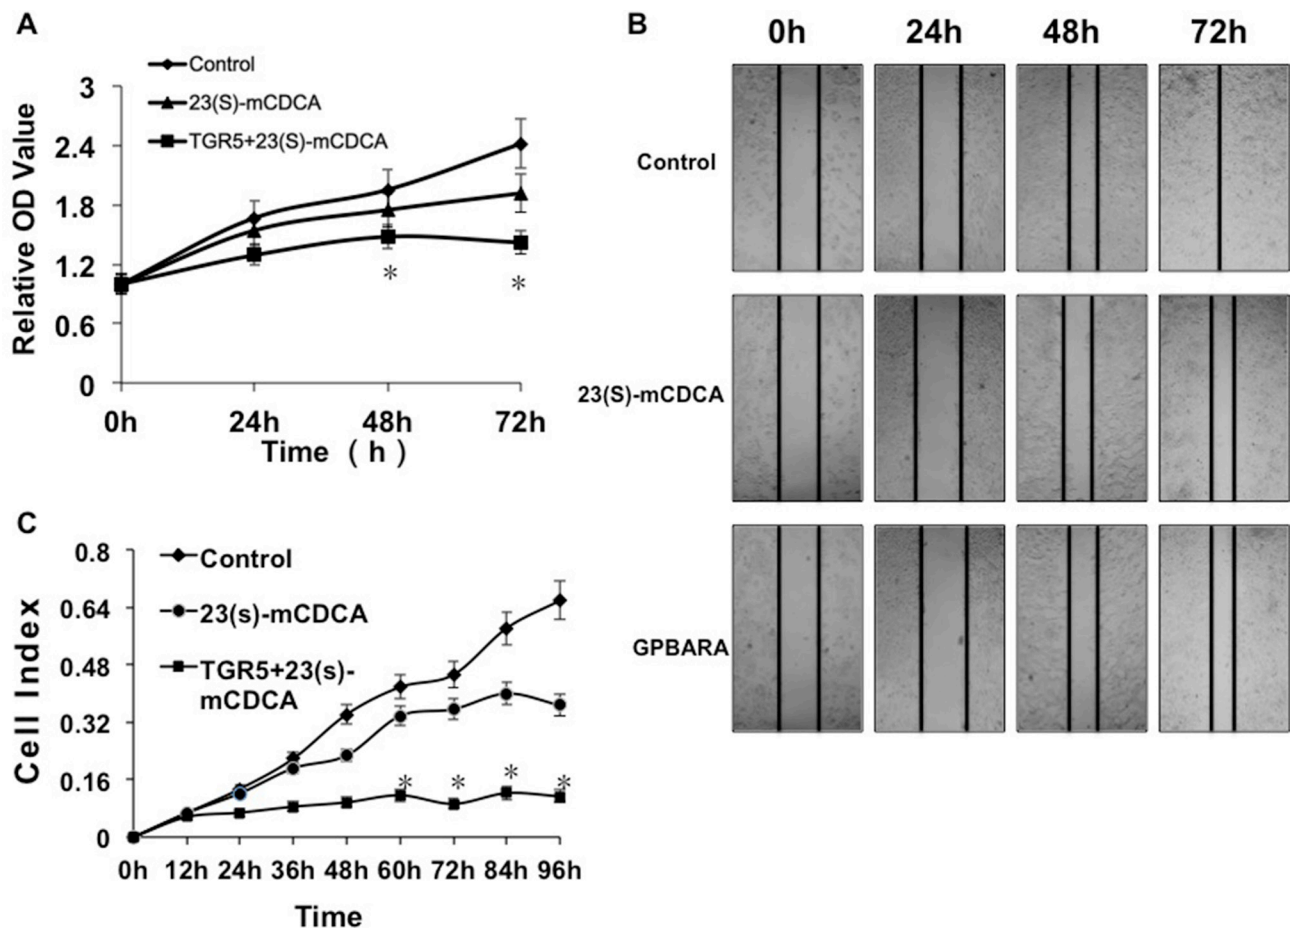 A
Control
23(S)-mCDCA
TGR5+23(S)-mCDCA
Relative OD Value
3
2.4
1.8
1.2
0.6
0
*
*
0h 24h 48h 72h
Time ( h )
B
0h 24h 48h 72h
Control
23(S)-mCDCA
GPBARA
C
Control
23(s)-mCDCA
TGR5+23(s)-
mCDCA
Cell Index
0.8
0.64
0.48
0.32
0.16
0
* * * *
0h 12h 24h 36h 48h 60h 72h 84h 96h
Time